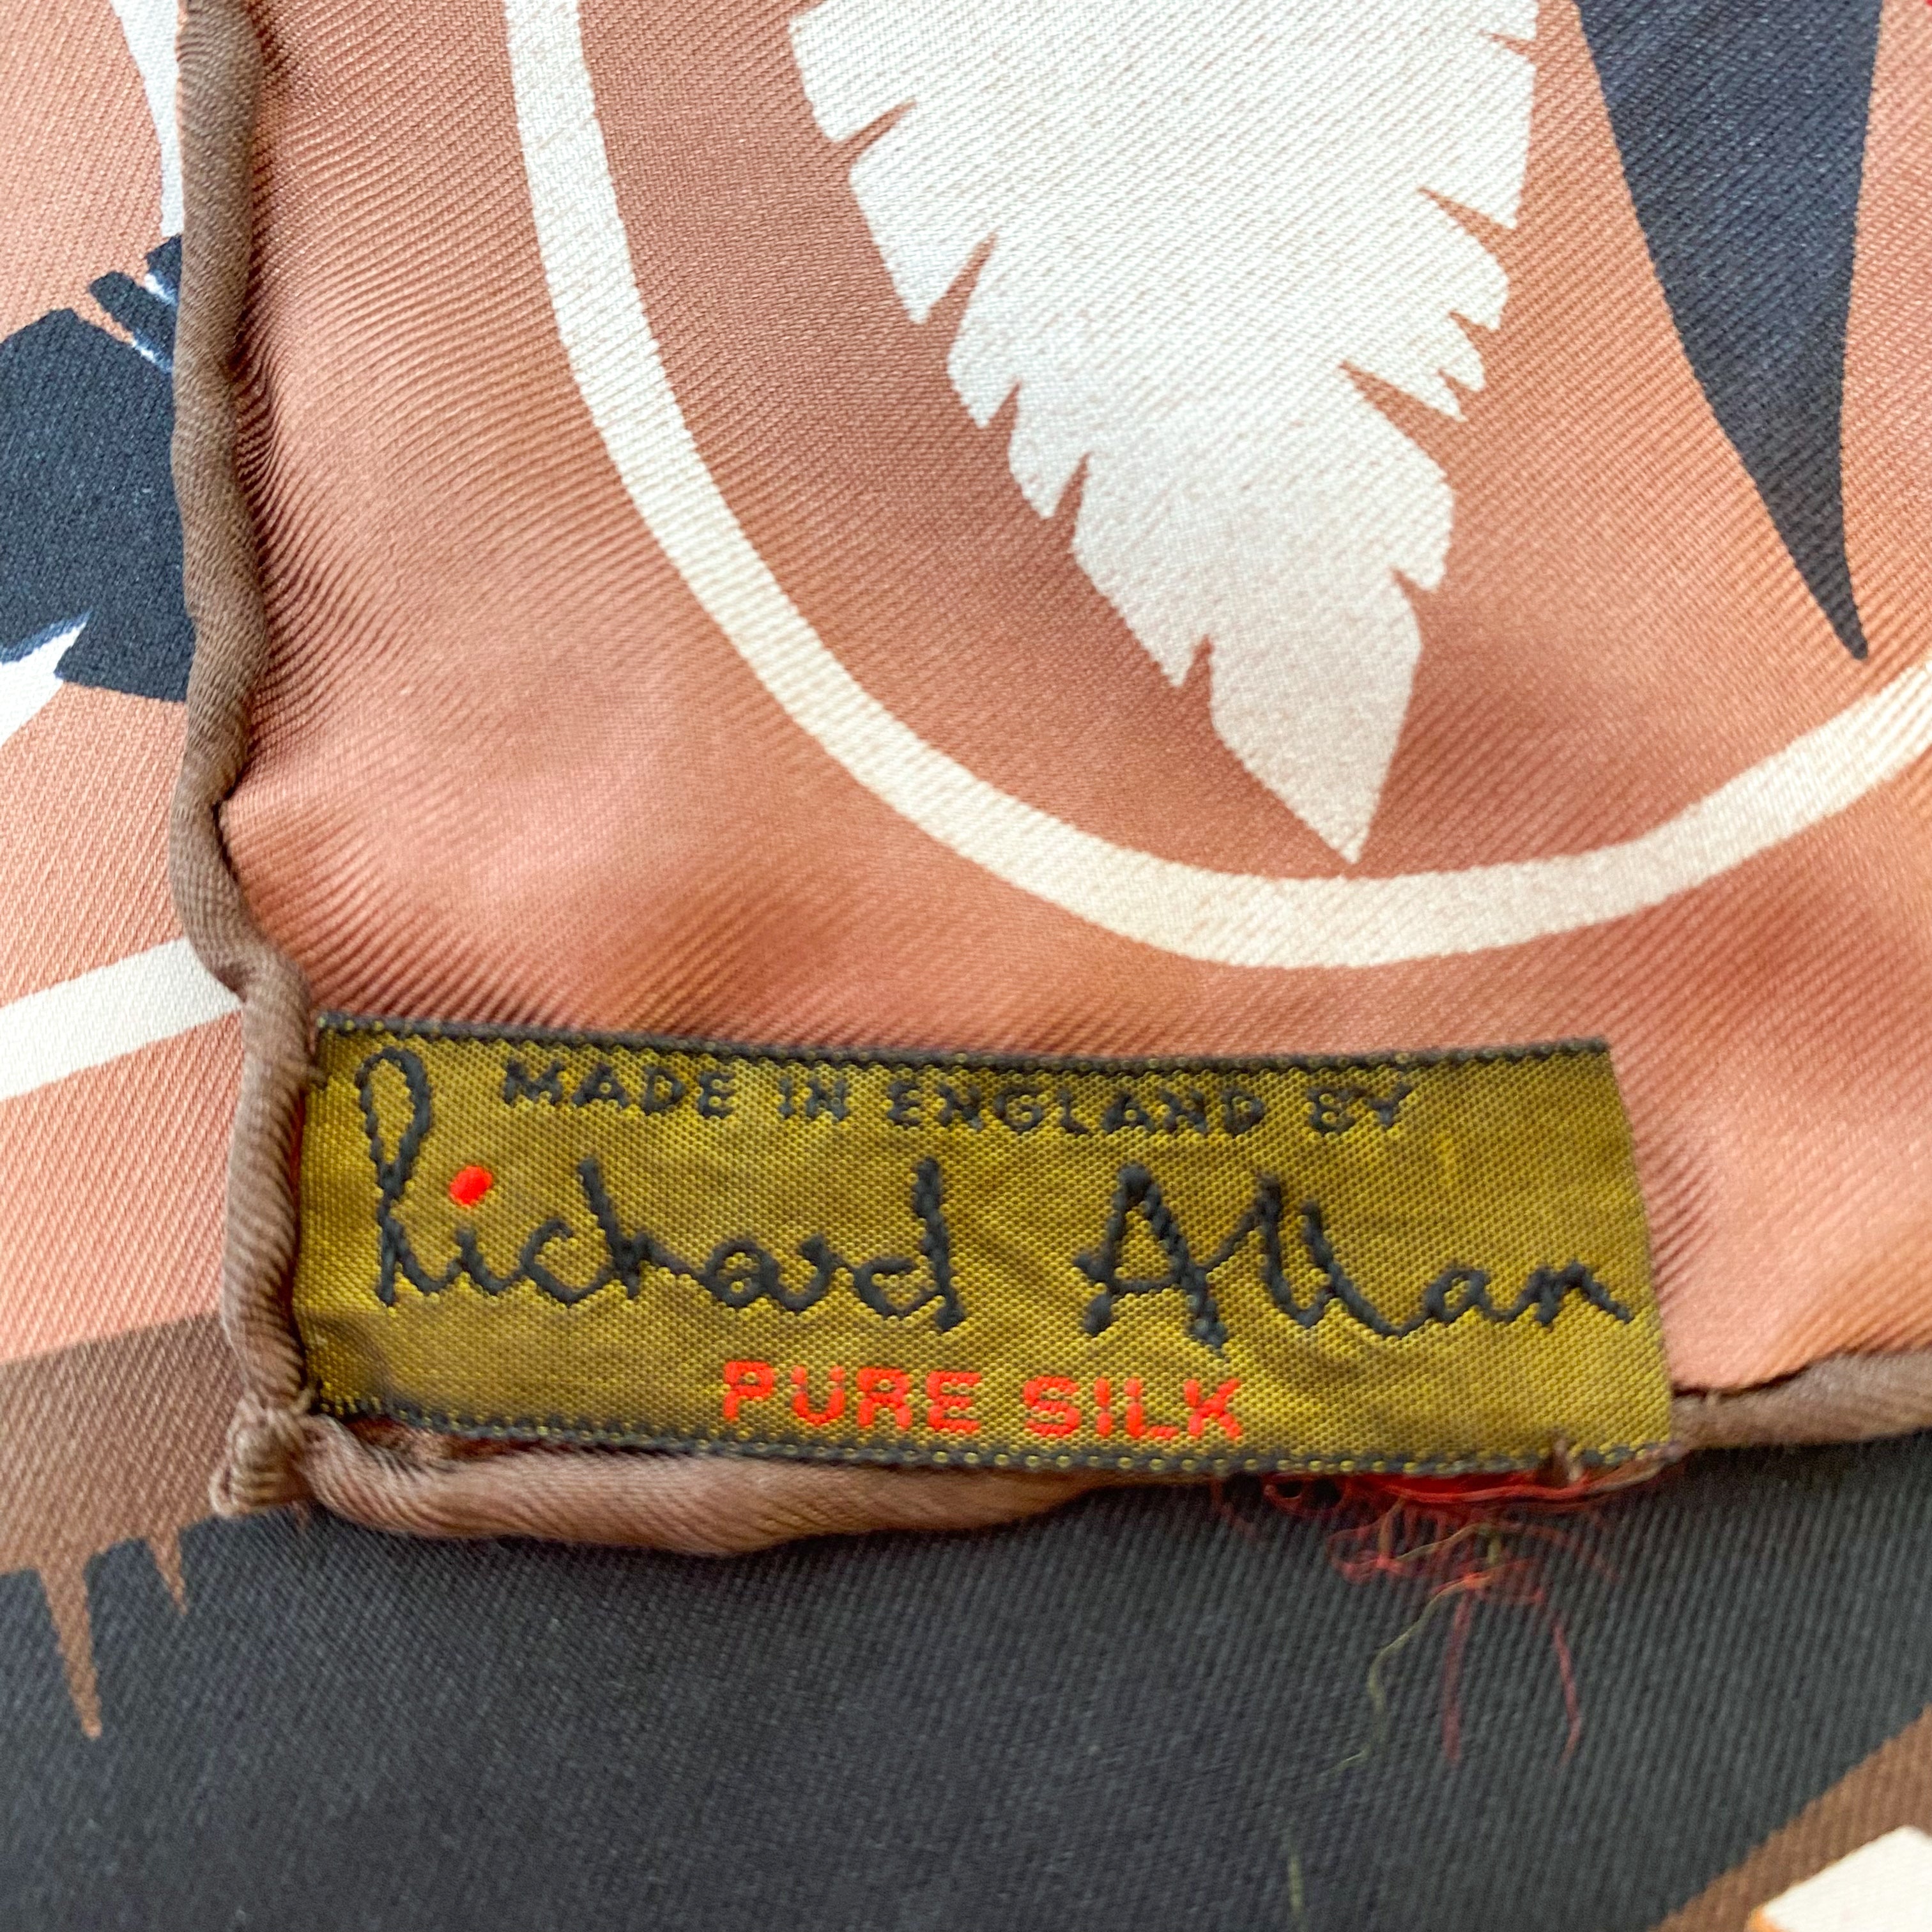 MADE IN ENGLAND BY
Richard Allan
PURE SILK